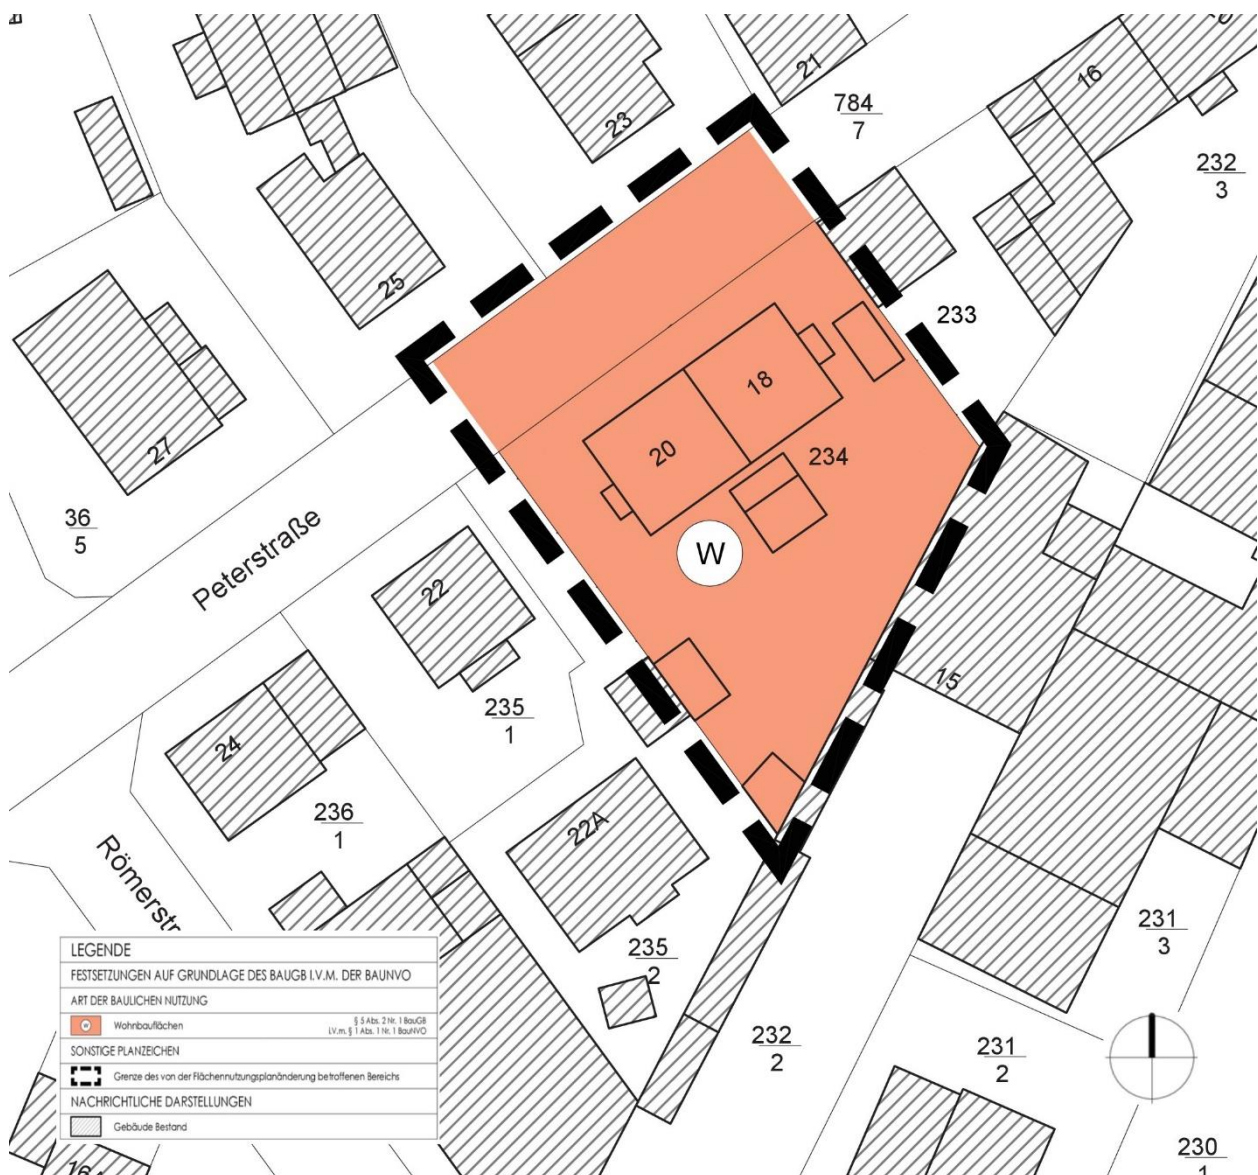 16
21
784
7
23
232
3
25
233
18
27
20
234
36
5
Peterstraße
W
22
15
235
1
24
236
1
22A
Römerstr
231
3
235
2
232
2
231
2
230
1
LEGENDE
FESTSETZUNGEN AUF GRUNDLAGE DES BAUGB I.V.M. DER BAUNVO
ART DER BAULICHEN NUTZUNG
W Wohnbauflächen
§ 5 Abs. 2 Nr. 1 BauGB
i.V.m. § 1 Abs. 1 Nr. 1 BauNVO
SONSTIGE PLANZEICHEN
Grenze des von der Flächennutzungsplanänderung betroffenen Bereichs
NACHRICHTLICHE DARSTELLUNGEN
Gebäude Bestand